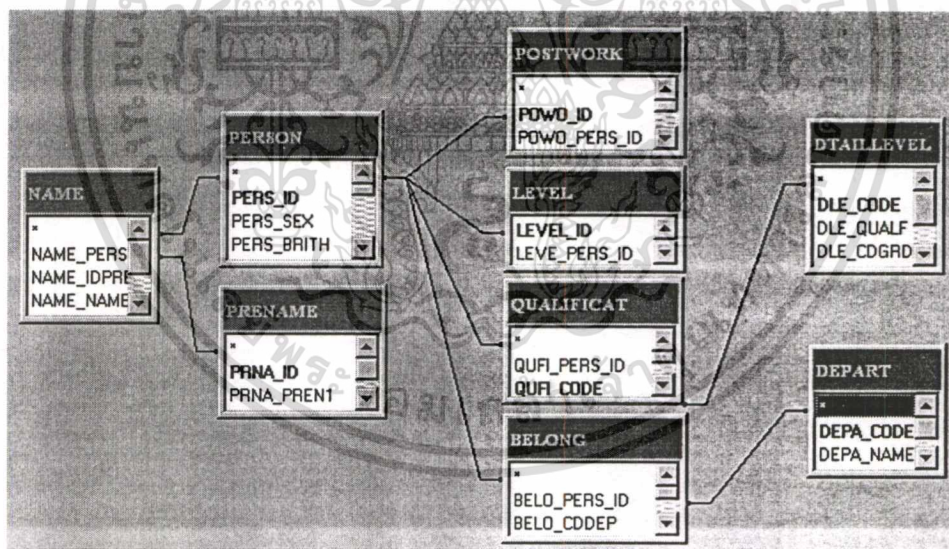 NAME
*
NAME_PERS
NAME_IDPRE
NAME_NAME
PERSON
*
PERS_ID
PERS_SEX
PERS_BRITH
PRENAME
*
PRNA_ID
PRNA_PREN1
POSTWORK
*
POWO_ID
POWO_PERS_ID
LEVEL
LEVEL_ID
LEVE_PERS_ID
QUALIFICAT
*
QUFI_PERS_ID
QUFI_CODE
BELONG
*
BELO_PERS_ID
BELO_CDDEP
DTAILLEVEL
*
DLE_CODE
DLE_QUALF
DLE_CDGRD
DEPART
*
DEPA_CODE
DEPA_NAME